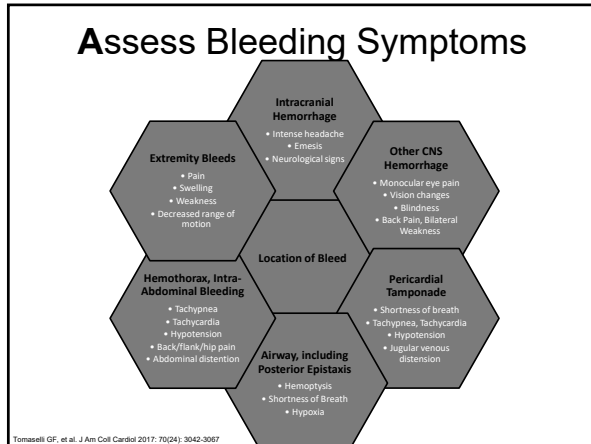 Assess Bleeding Symptoms
Intracranial
Hemorrhage
• Intense headache
• Emesis
• Neurological signs
Extremity Bleeds
• Pain
• Swelling
• Weakness
• Decreased range of
motion
Other CNS
Hemorrhage
• Monocular eye pain
• Vision changes
• Blindness
• Back Pain, Bilateral
Weakness
Location of Bleed
Hemothorax, Intra-
Abdominal Bleeding
• Tachypnea
• Tachycardia
• Hypotension
• Back/flank/hip pain
• Abdominal distention
Pericardial
Tamponade
• Shortness of breath
• Tachypnea, Tachycardia
• Hypotension
• Jugular venous
distension
Airway, including
Posterior Epistaxis
• Hemoptysis
• Shortness of Breath
• Hypoxia
Tomaselli GF, et al. J Am Coll Cardiol 2017: 70(24): 3042-3067